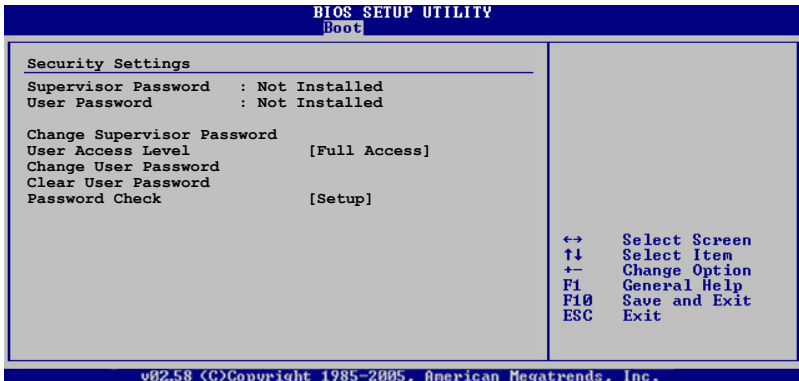 BIOS SETUP UTILITY
Boot
Security Settings
Supervisor Password : Not Installed
User Password : Not Installed
Change Supervisor Password
User Access Level [Full Access]
Change User Password
Clear User Password
Password Check [Setup]
←→ Select Screen
↑↓ Select Item
+- Change Option
F1 General Help
F10 Save and Exit
ESC Exit
v02.58 (C)Copyright 1985-2005, American Megatrends, Inc.